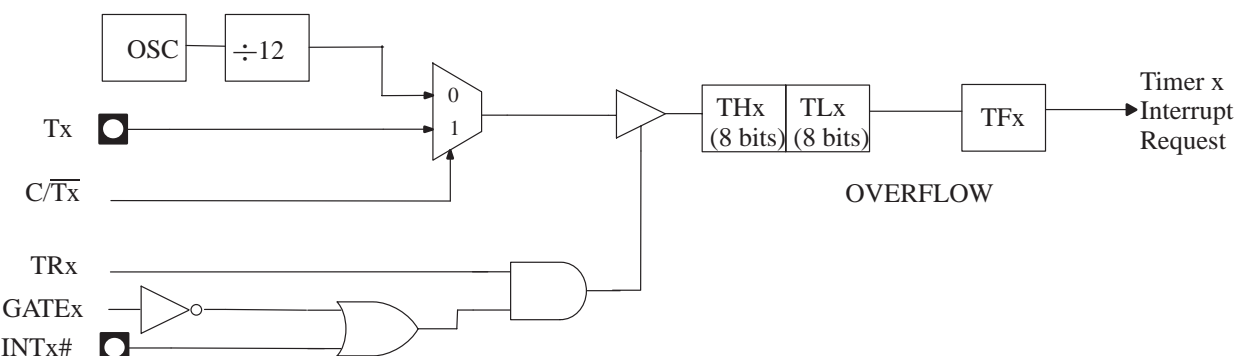 OSC
÷12
Tx
0
1
C/T̅x̅
THx
(8 bits)
TLx
(8 bits)
TFx
Timer x
Interrupt
Request
OVERFLOW
TRx
GATEx
INTx#